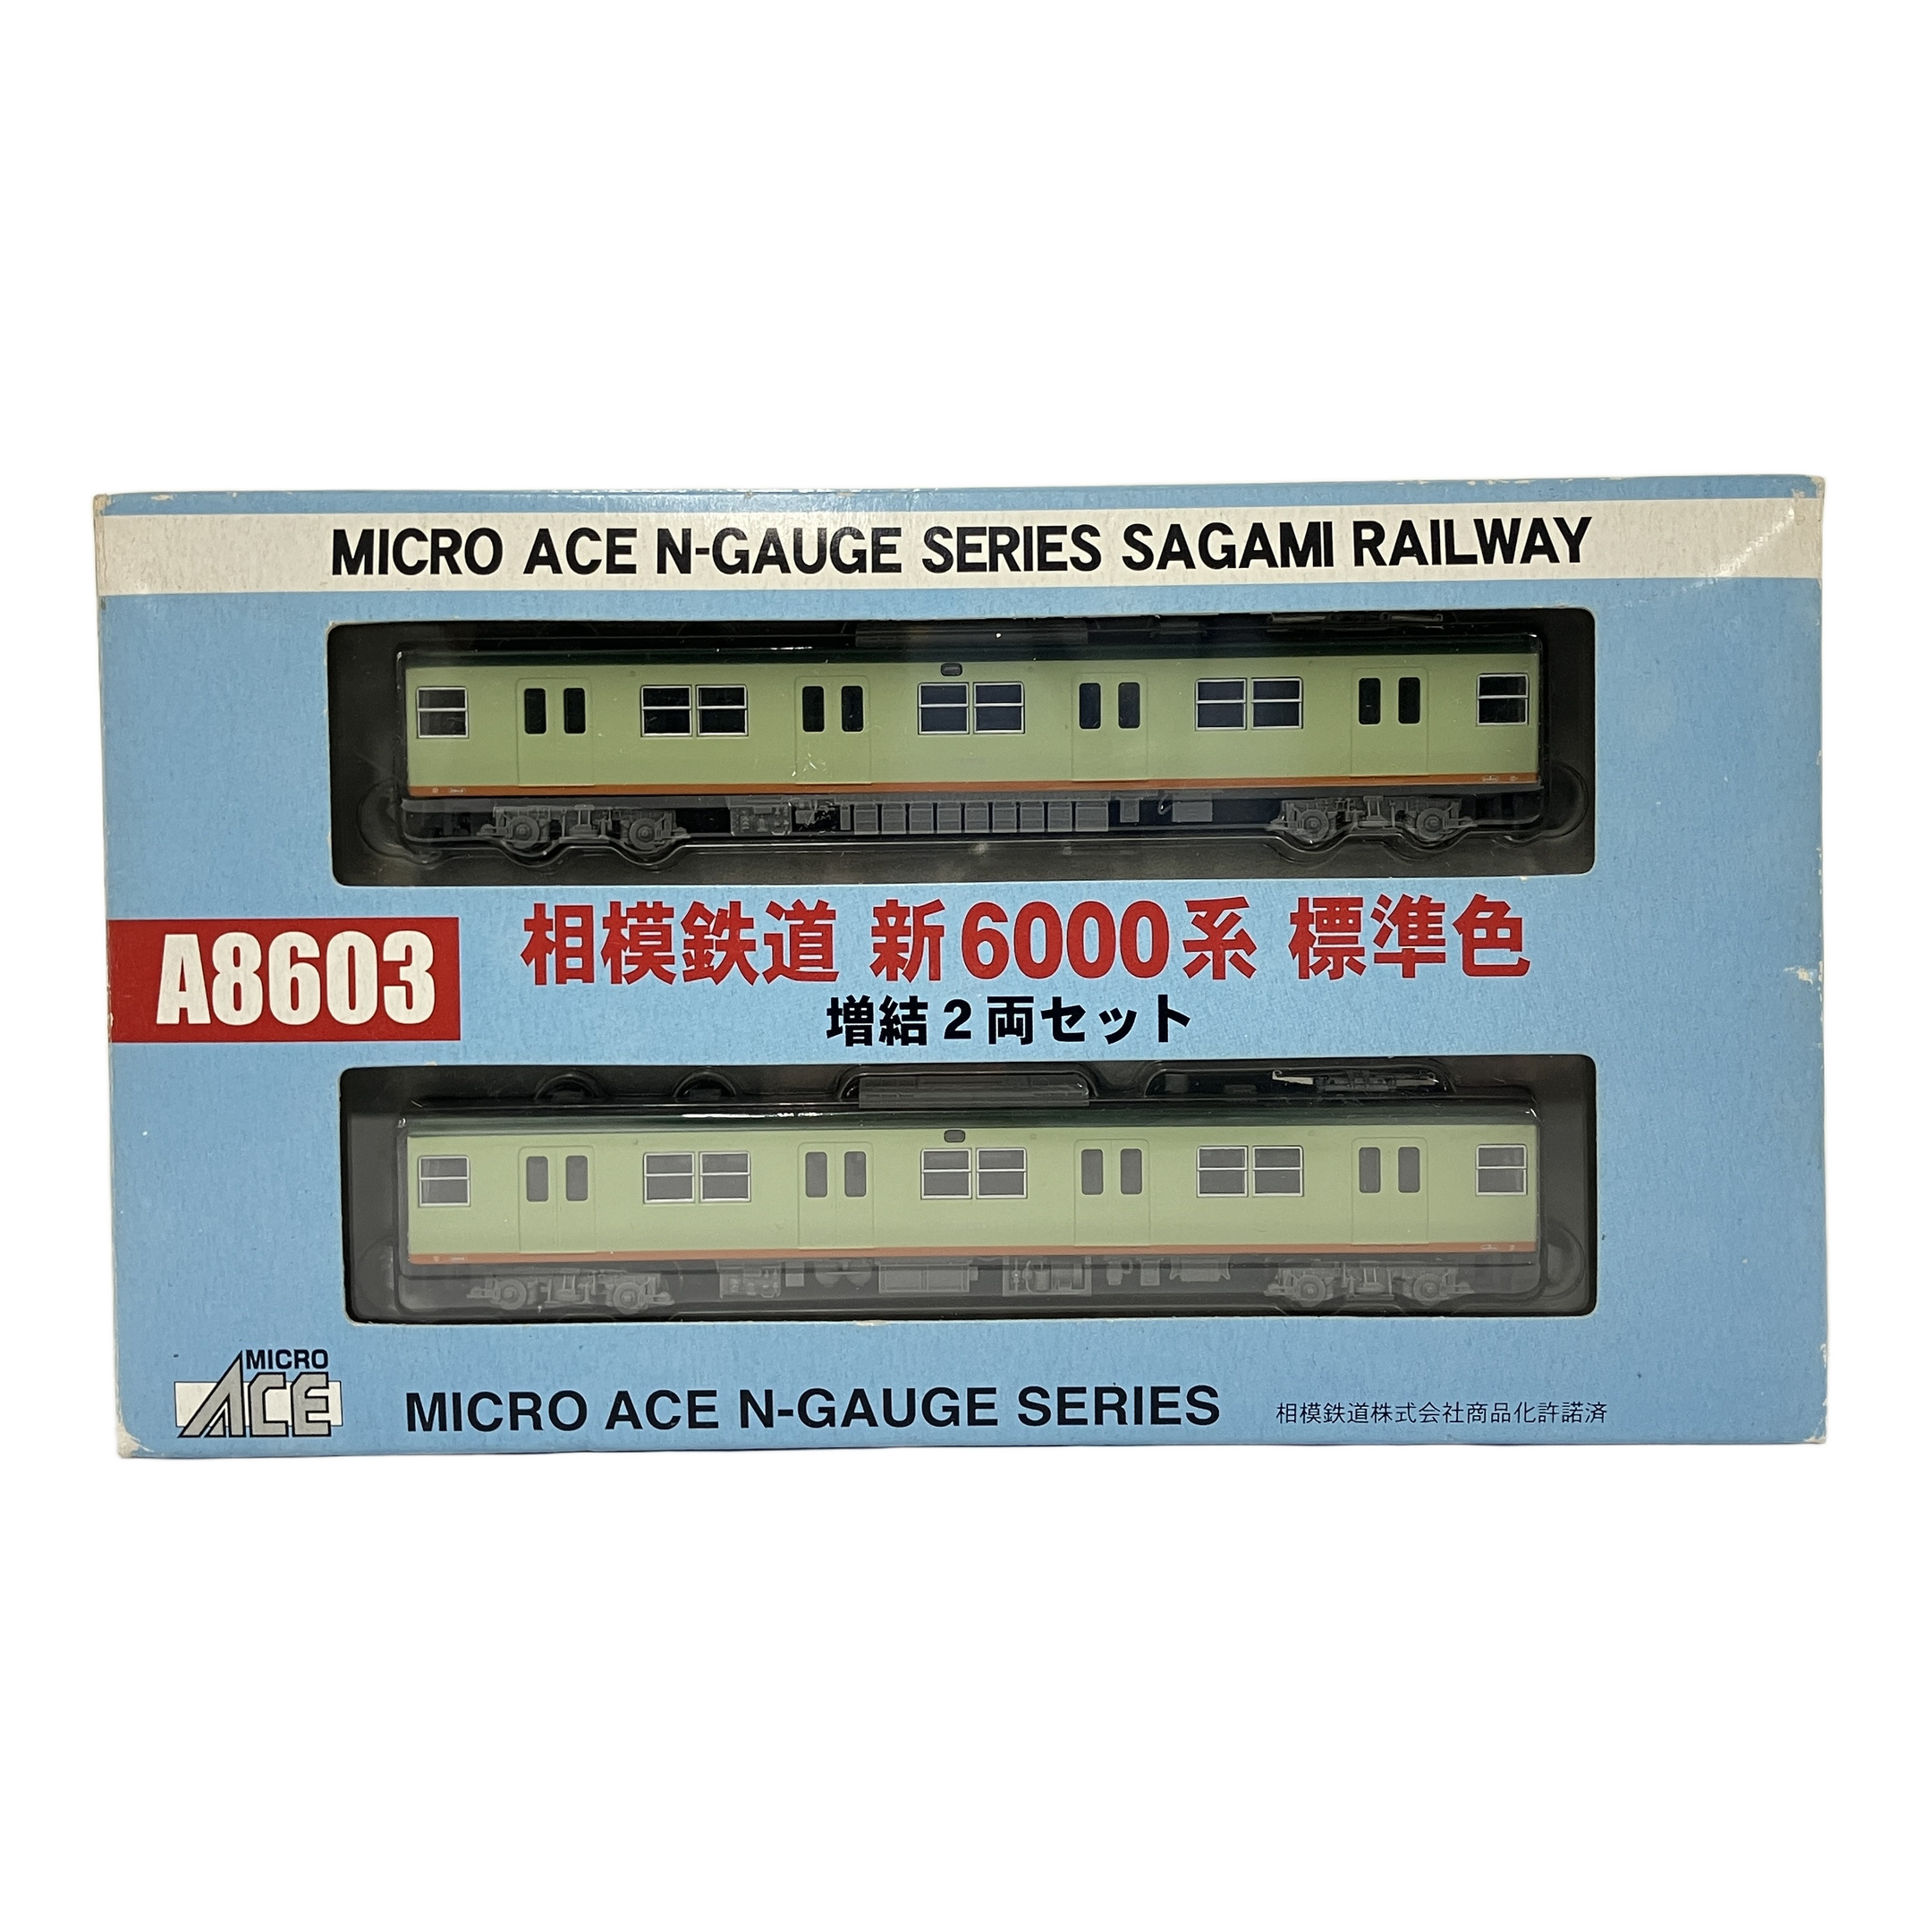 MICRO ACE N-GAUGE SERIES SAGAMI RAILWAY
A8603
相模鉄道 新6000系 標準色
増結2両セット
MICRO
ACE
MICRO ACE N-GAUGE SERIES
相模鉄道株式会社商品化許諾済